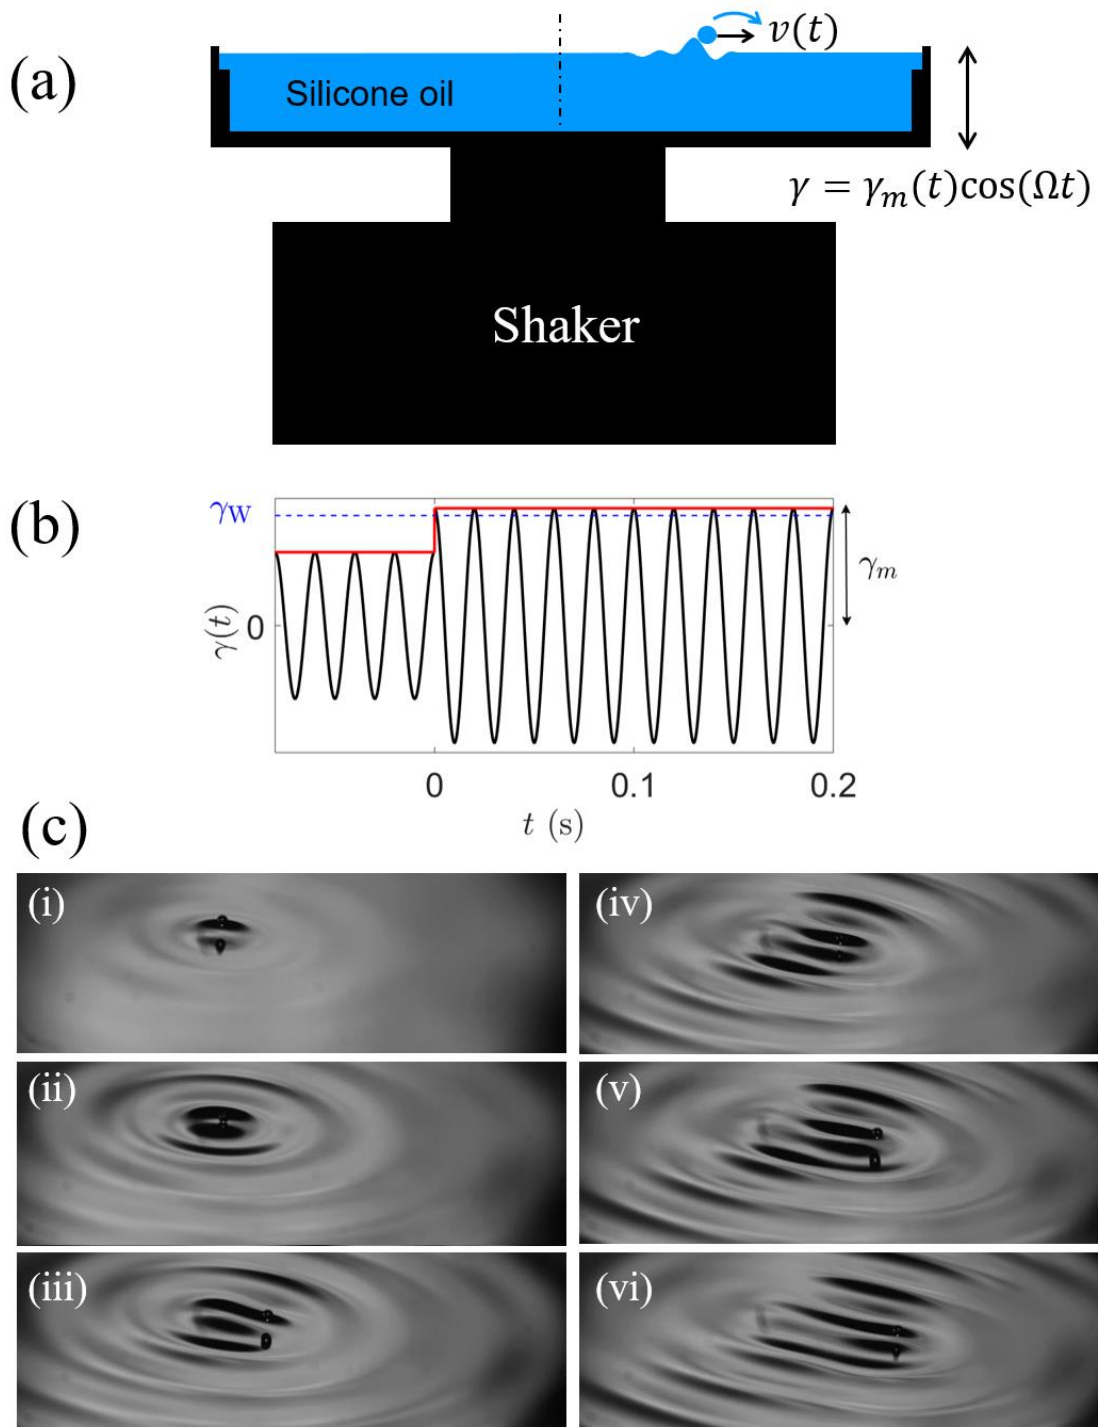 (a)
v(t)
Silicone oil
γ = γm(t)cos(Ωt)
Shaker
(b)
γW
γm
γ(t)
0
0 0.1 0.2
t (s)
(c)
(i)
(iv)
(ii)
(v)
(iii)
(vi)